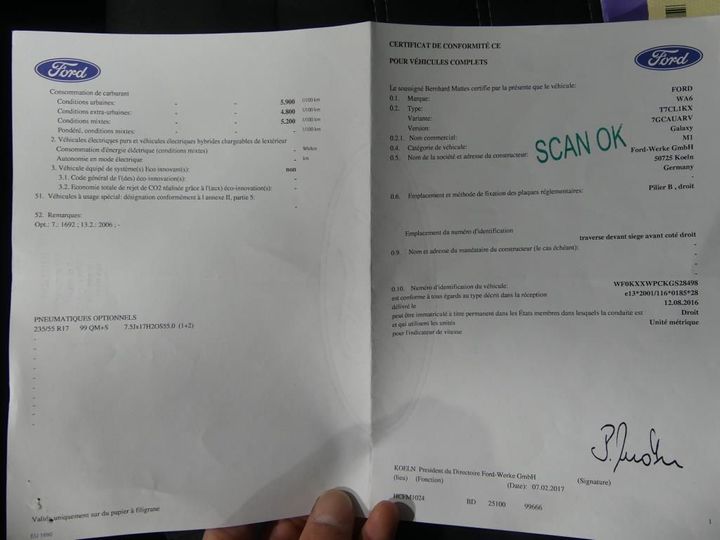 Ford
Consommation de carburant
Conditions urbaines: - - 5.900 l/100 km
Conditions extra-urbaines: - - 4.800 l/100 km
Conditions mixtes: - - 5.200 l/100 km
Pondéré, conditions mixtes: - - - l/100 km
2. Véhicules électriques purs et véhicules électriques hybrides chargeables de lextérieur
Consommation d'énergie électrique (conditions mixtes) - Wh/km
Autonomie en mode électrique - km
3. Véhicule équipé de système(s) éco innovant(s): non
3.1. Code général de l'(des) éco-innovation(s): -
3.2. Economie totale de rejet de CO2 réalisée grâce à l'(aux) éco-innovation(s): -
51. Véhicules à usage spécial: désignation conformément à l annexe II, partie 5. -
52. Remarques:
Opt.: 7.: 1692 ; 13.2.: 2006 ; -
PNEUMATIQUES OPTIONNELS
235/55 R17 99 QM+S 7.5Jx17H2OS55.0 (1+2)
Valide uniquement sur du papier à filigrane
CERTIFICAT DE CONFORMITÉ CE
POUR VÉHICULES COMPLETS
Ford
Le soussigné Bernhard Mattes certifie par la présente que le véhicule:
0.1. Marque: FORD
0.2. Type: WA6
Variante: T7CL1KX
Version: 7GCAUARV
0.2.1. Nom commercial: Galaxy
0.4. Catégorie de véhicule: M1
0.5. Nom de la société et adresse du constructeur: Ford-Werke GmbH
50725 Koeln
Germany
SCAN OK
0.6. Emplacement et méthode de fixation des plaques réglementaires: Pilier B , droit
Emplacement du numéro d'identification
traverse devant siege avant coté droit
0.9. Nom et adresse du mandataire du constructeur (le cas échéant): -
0.10. Numéro d'identification du véhicule: WF0KXXWPCKGS28498
est conforme à tous égards au type décrit dans la réception e13*2001/116*0185*28
délivré le 12.08.2016
peut être immatriculé à titre permanent dans les États membres dans lesquels la conduite est Droit
et qui utilisent les unités Unité métrique
pour l'indicateur de vitesse
KOELN President du Directoire Ford-Werke GmbH
(lieu) (Fonction) (Date): 07.02.2017 (Signature)
HCFM1024 BD 25100 99666
1